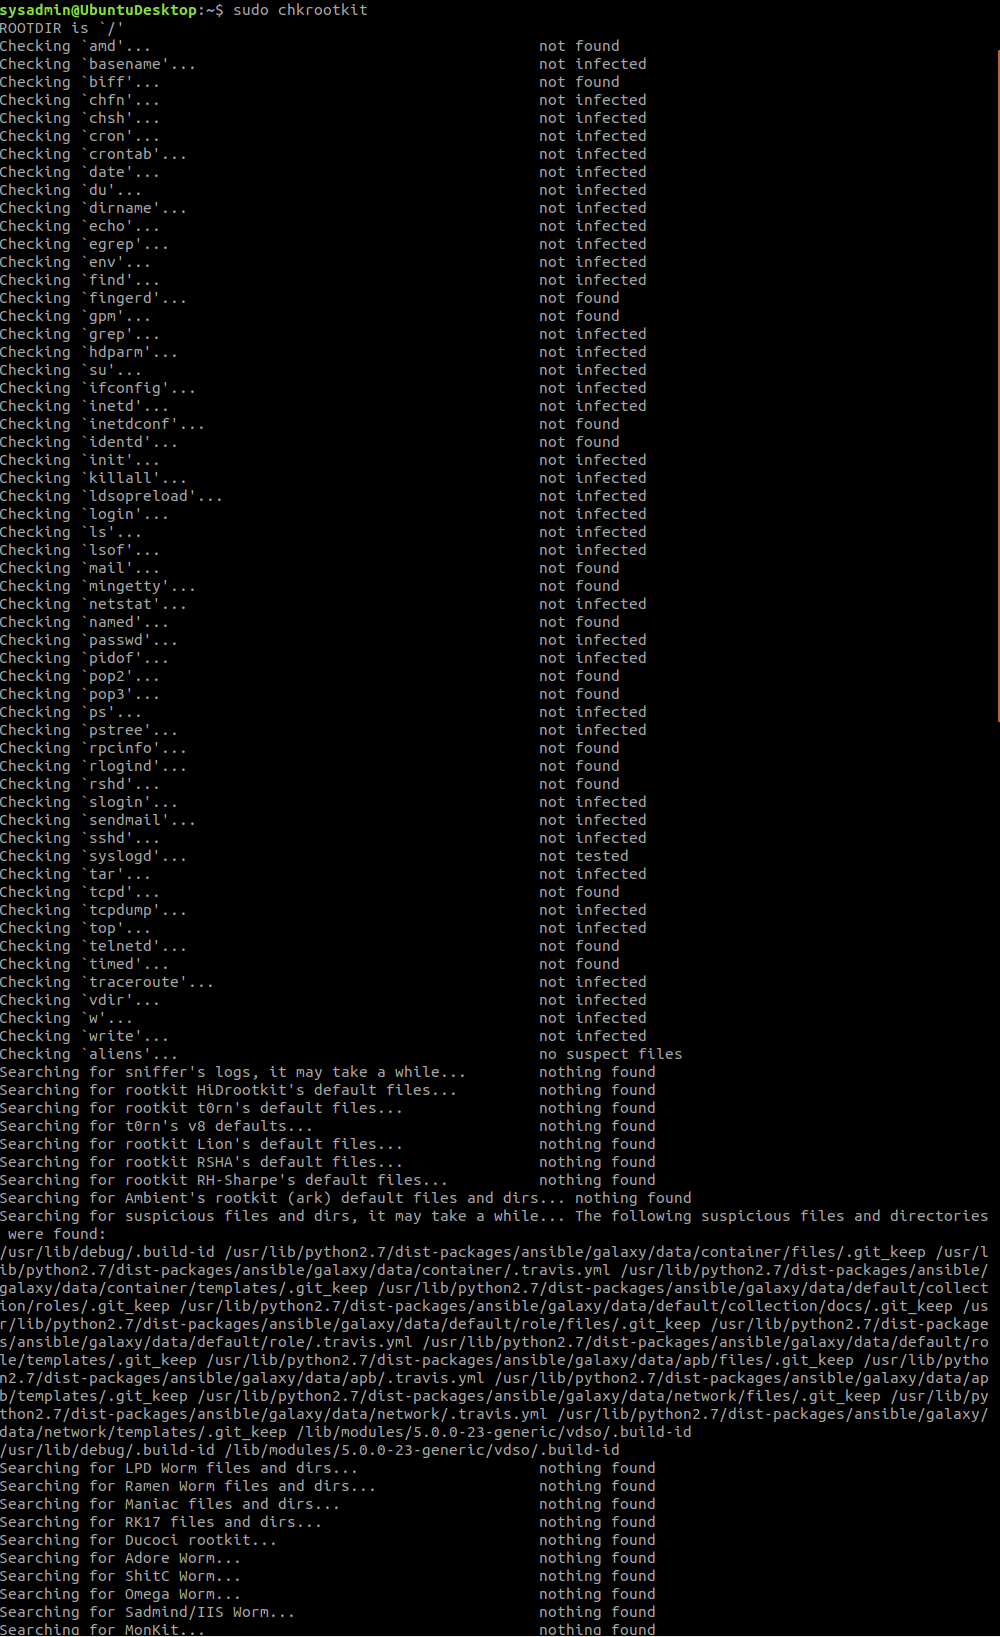 sysadmin@UbuntuDesktop:~$ sudo chkrootkit
ROOTDIR is `/'
Checking `amd'... not found
Checking `basename'... not infected
Checking `biff'... not found
Checking `chfn'... not infected
Checking `chsh'... not infected
Checking `cron'... not infected
Checking `crontab'... not infected
Checking `date'... not infected
Checking `du'... not infected
Checking `dirname'... not infected
Checking `echo'... not infected
Checking `egrep'... not infected
Checking `env'... not infected
Checking `find'... not infected
Checking `fingerd'... not found
Checking `gpm'... not found
Checking `grep'... not infected
Checking `hdparm'... not infected
Checking `su'... not infected
Checking `ifconfig'... not infected
Checking `inetd'... not infected
Checking `inetdconf'... not found
Checking `identd'... not found
Checking `init'... not infected
Checking `killall'... not infected
Checking `ldsopreload'... not infected
Checking `login'... not infected
Checking `ls'... not infected
Checking `lsof'... not infected
Checking `mail'... not found
Checking `mingetty'... not found
Checking `netstat'... not infected
Checking `named'... not found
Checking `passwd'... not infected
Checking `pidof'... not infected
Checking `pop2'... not found
Checking `pop3'... not found
Checking `ps'... not infected
Checking `pstree'... not infected
Checking `rpcinfo'... not found
Checking `rlogind'... not found
Checking `rshd'... not found
Checking `slogin'... not infected
Checking `sendmail'... not infected
Checking `sshd'... not infected
Checking `syslogd'... not tested
Checking `tar'... not infected
Checking `tcpd'... not found
Checking `tcpdump'... not infected
Checking `top'... not infected
Checking `telnetd'... not found
Checking `timed'... not found
Checking `traceroute'... not infected
Checking `vdir'... not infected
Checking `w'... not infected
Checking `write'... not infected
Checking `aliens'... no suspect files
Searching for sniffer's logs, it may take a while... nothing found
Searching for rootkit HiDrootkit's default files... nothing found
Searching for rootkit t0rn's default files... nothing found
Searching for t0rn's v8 defaults... nothing found
Searching for rootkit Lion's default files... nothing found
Searching for rootkit RSHA's default files... nothing found
Searching for rootkit RH-Sharpe's default files... nothing found
Searching for Ambient's rootkit (ark) default files and dirs... nothing found
Searching for suspicious files and dirs, it may take a while... The following suspicious files and directories
were found:
/usr/lib/debug/.build-id /usr/lib/python2.7/dist-packages/ansible/galaxy/data/container/files/.git_keep /usr/l
ib/python2.7/dist-packages/ansible/galaxy/data/container/.travis.yml /usr/lib/python2.7/dist-packages/ansible/
galaxy/data/container/templates/.git_keep /usr/lib/python2.7/dist-packages/ansible/galaxy/data/default/collect
ion/roles/.git_keep /usr/lib/python2.7/dist-packages/ansible/galaxy/data/default/collection/docs/.git_keep /us
r/lib/python2.7/dist-packages/ansible/galaxy/data/default/role/files/.git_keep /usr/lib/python2.7/dist-package
s/ansible/galaxy/data/default/role/.travis.yml /usr/lib/python2.7/dist-packages/ansible/galaxy/data/default/ro
le/templates/.git_keep /usr/lib/python2.7/dist-packages/ansible/galaxy/data/apb/files/.git_keep /usr/lib/pytho
n2.7/dist-packages/ansible/galaxy/data/apb/.travis.yml /usr/lib/python2.7/dist-packages/ansible/galaxy/data/ap
b/templates/.git_keep /usr/lib/python2.7/dist-packages/ansible/galaxy/data/network/files/.git_keep /usr/lib/py
thon2.7/dist-packages/ansible/galaxy/data/network/.travis.yml /usr/lib/python2.7/dist-packages/ansible/galaxy/
data/network/templates/.git_keep /lib/modules/5.0.0-23-generic/vdso/.build-id
/usr/lib/debug/.build-id /lib/modules/5.0.0-23-generic/vdso/.build-id
Searching for LPD Worm files and dirs... nothing found
Searching for Ramen Worm files and dirs... nothing found
Searching for Maniac files and dirs... nothing found
Searching for RK17 files and dirs... nothing found
Searching for Ducoci rootkit... nothing found
Searching for Adore Worm... nothing found
Searching for ShitC Worm... nothing found
Searching for Omega Worm... nothing found
Searching for Sadmind/IIS Worm... nothing found
Searching for MonKit... nothing found